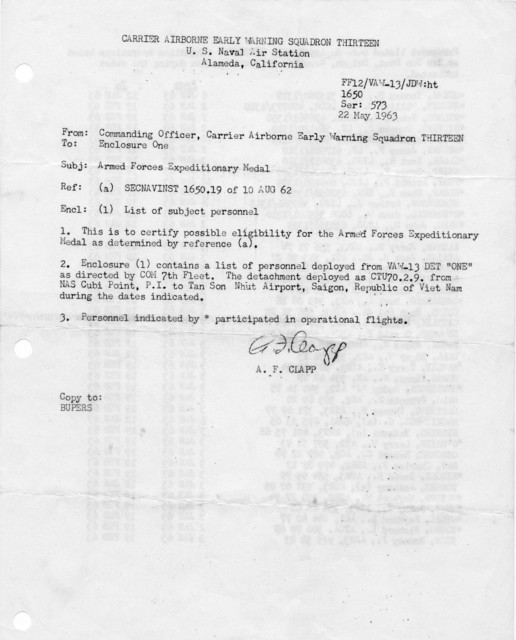 CARRIER AIRBORNE EARLY WARNING SQUADRON THIRTEEN
U. S. Naval Air Station
Alameda, California
FF12/VAW-13/JDW:ht
1650
Ser: 573
22 May 1963
From: Commanding Officer, Carrier Airborne Early Warning Squadron THIRTEEN
To: Enclosure One
Subj: Armed Forces Expeditionary Medal
Ref: (a) SECNAVINST 1650.19 of 10 AUG 62
Encl: (1) List of subject personnel
1. This is to certify possible eligibility for the Armed Forces Expeditionary
Medal as determined by reference (a).
2. Enclosure (1) contains a list of personnel deployed from VAW-13 DET "ONE"
as directed by COM 7th Fleet. The detachment deployed as CTU70.2.9. from
NAS Cubi Point, P.I. to Tan Son Nhut Airport, Saigon, Republic of Viet Nam
during the dates indicated.
3. Personnel indicated by * participated in operational flights.
A. F. Clapp
A. F. CLAPP
Copy to:
BUPERS